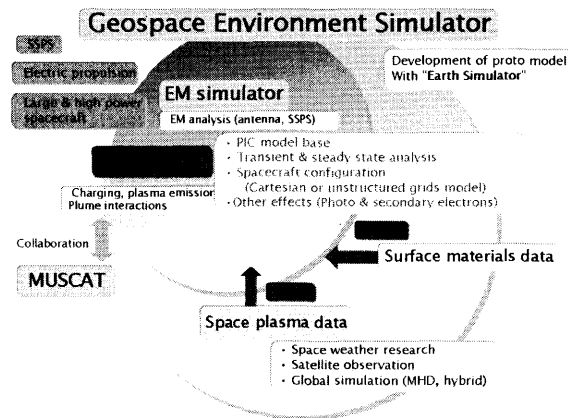 Geospace Environment Simulator
SSPS
Electric propulsion
Large & high power
spacecraft
Development of proto model
With "Earth Simulator"
EM simulator
EM analysis (antenna, SSPS)
· PIC model base
· Transient & steady state analysis
· Spacecraft configuration
(Cartesian or unstructured grids model)
· Other effects (Photo & secondary electrons)
Charging, plasma emission
Plume interactions
Collaboration
MUSCAT
Surface materials data
Space plasma data
· Space weather research
· Satellite observation
· Global simulation (MHD, hybrid)